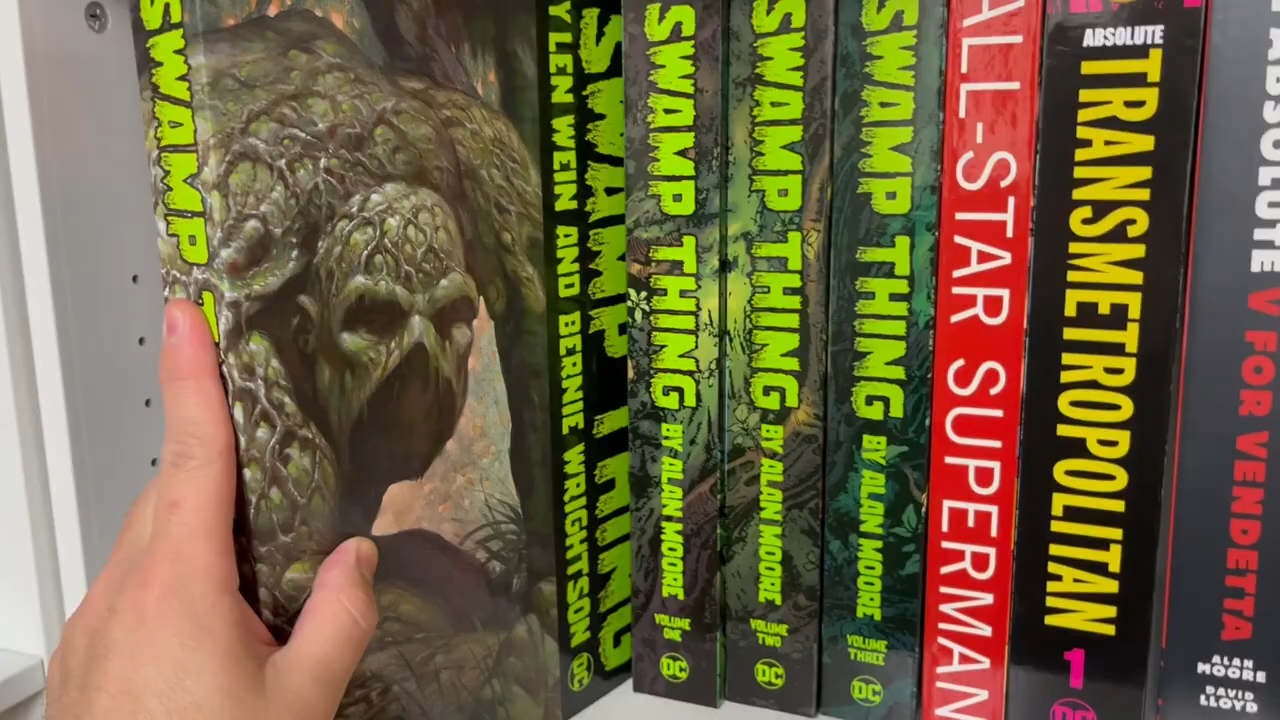 SWAMP T
SWAMP THING
BY LEN WEIN AND BERNIE WRIGHTSON
DC
SWAMP THING
BY ALAN MOORE
VOLUME
ONE
DC
SWAMP THING
BY ALAN MOORE
VOLUME
TWO
DC
SWAMP THING
BY ALAN MOORE
VOLUME
THREE
DC
ALL-STAR SUPERMAN
ABSOLUTE
TRANSMETROPOLITAN
1
DC
ABSOLUTE V FOR VENDETTA
ALAN
MOORE
DAVID
LLOYD